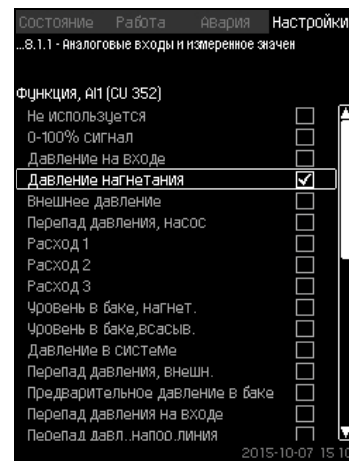 Состояние Работа Авария Настройки
...8.1.1 - Аналоговые входы и измеренное значен
Функция, AI1 (CU 352)
Не используется
0-100% сигнал
Давление на входе
Давление нагнетания
Внешнее давление
Перепад давления, насос
Расход 1
Расход 2
Расход 3
Уровень в баке, нагнет.
Уровень в баке,всасыв.
Давление в системе
Перепад давления, внешн.
Предварительное давление в баке
Перепад давления на входе
Перепад давл..напор.линия
2015-10-07 15 10